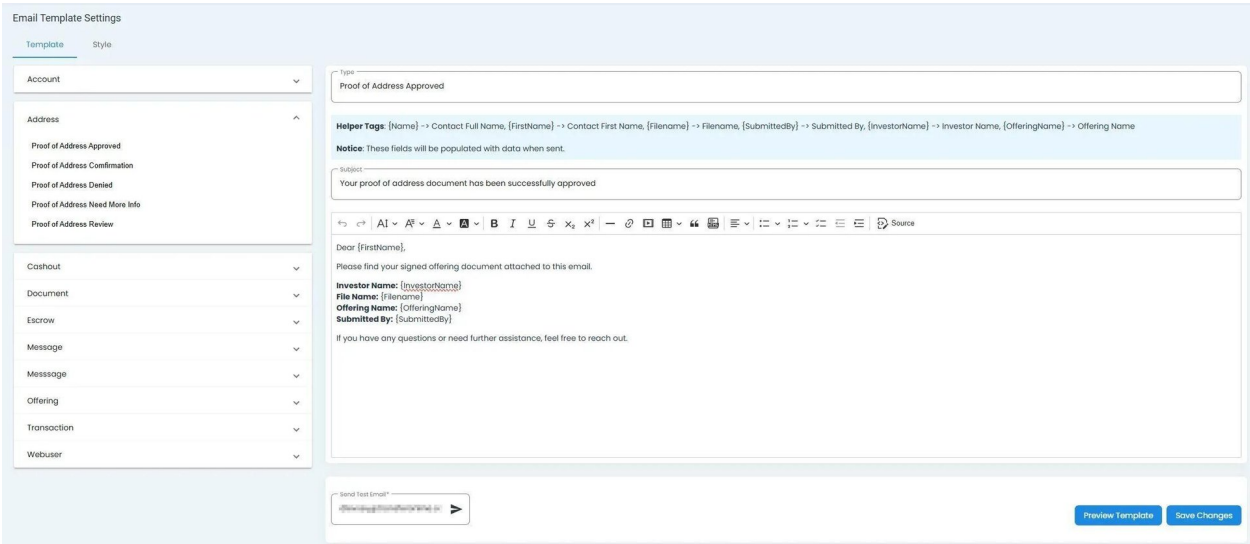 Email Template Settings
Template Style
Account
Address
Proof of Address Approved
Proof of Address Comfirmation
Proof of Address Denied
Proof of Address Need More Info
Proof of Address Review
Cashout
Document
Escrow
Message
Messsage
Offering
Transaction
Webuser
Type
Proof of Address Approved
Helper Tags: {Name} -> Contact Full Name, {FirstName} -> Contact First Name, {Filename} -> Filename, {SubmittedBy} -> Submitted By, {InvestorName} -> Investor Name, {OfferingName} -> Offering Name
Notice: These fields will be populated with data when sent.
Subject
Your proof of address document has been successfully approved
Source
Dear {FirstName},
Please find your signed offering document attached to this email.
Investor Name: {InvestorName}
File Name: {Filename}
Offering Name: {OfferingName}
Submitted By: {SubmittedBy}
If you have any questions or need further assistance, feel free to reach out.
Send Test Email*
Preview Template Save Changes